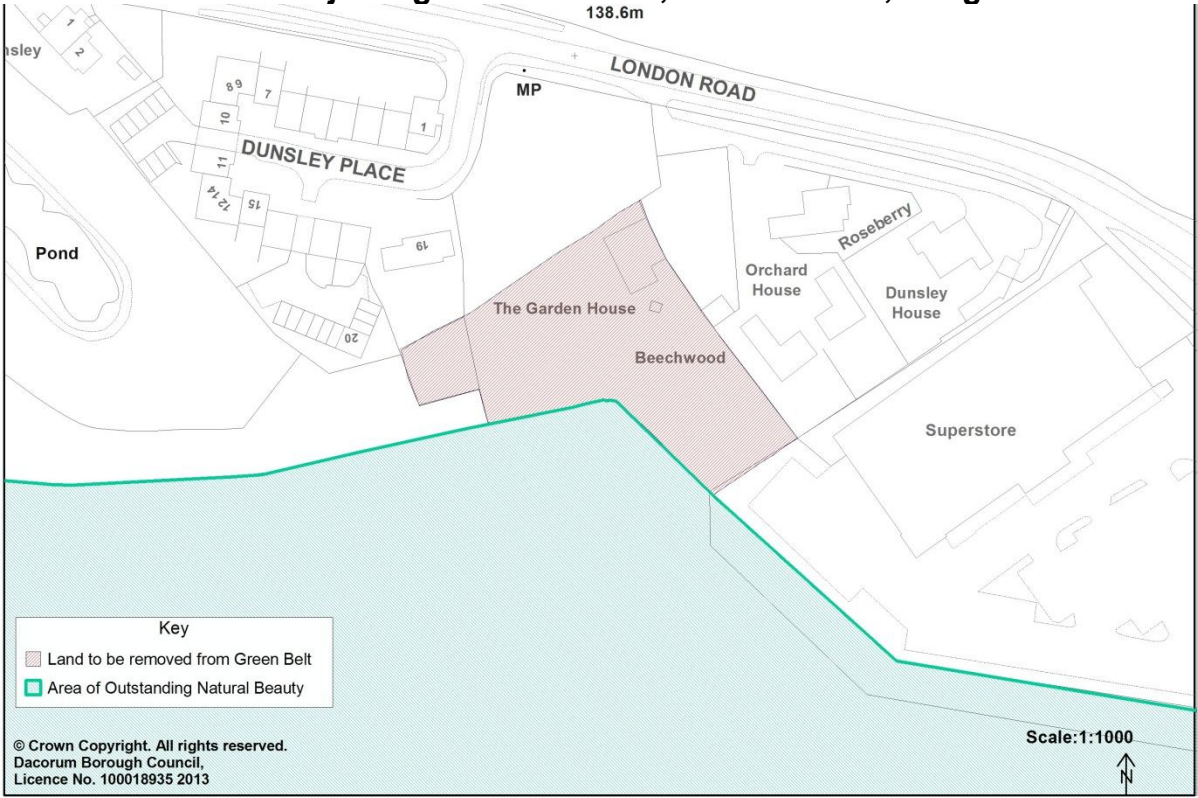 138.6m
LONDON ROAD
MP
1
2
nsley
8 9
7
1
10
11
DUNSLEY PLACE
12 14
15
19
20
Pond
The Garden House
Beechwood
Orchard
House
Roseberry
Dunsley
House
Superstore
Key
Land to be removed from Green Belt
Area of Outstanding Natural Beauty
© Crown Copyright. All rights reserved.
Dacorum Borough Council,
Licence No. 100018935 2013
Scale:1:1000
N